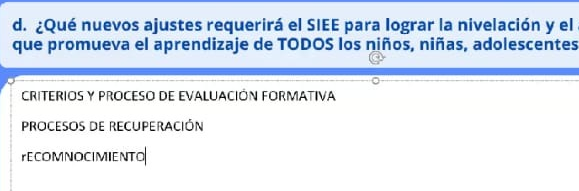 d. ¿Qué nuevos ajustes requerirá el SIEE para lograr la nivelación y el
que promueva el aprendizaje de TODOS los niños, niñas, adolescentes
CRITERIOS Y PROCESO DE EVALUACIÓN FORMATIVA
PROCESOS DE RECUPERACIÓN
rECOMNOCIMIENTO